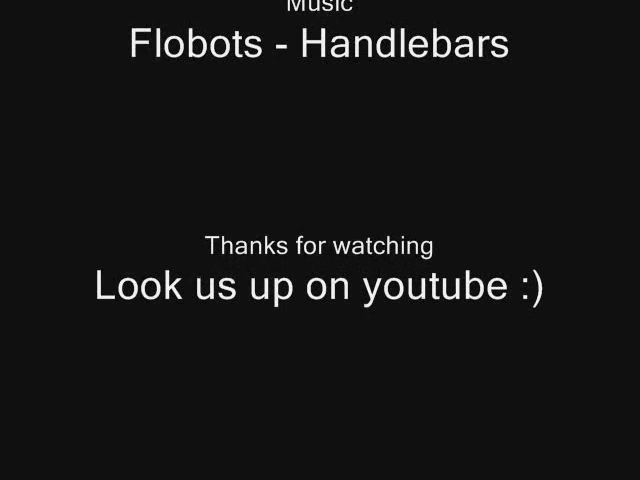 Music
Flobots - Handlebars
Thanks for watching
Look us up on youtube :)